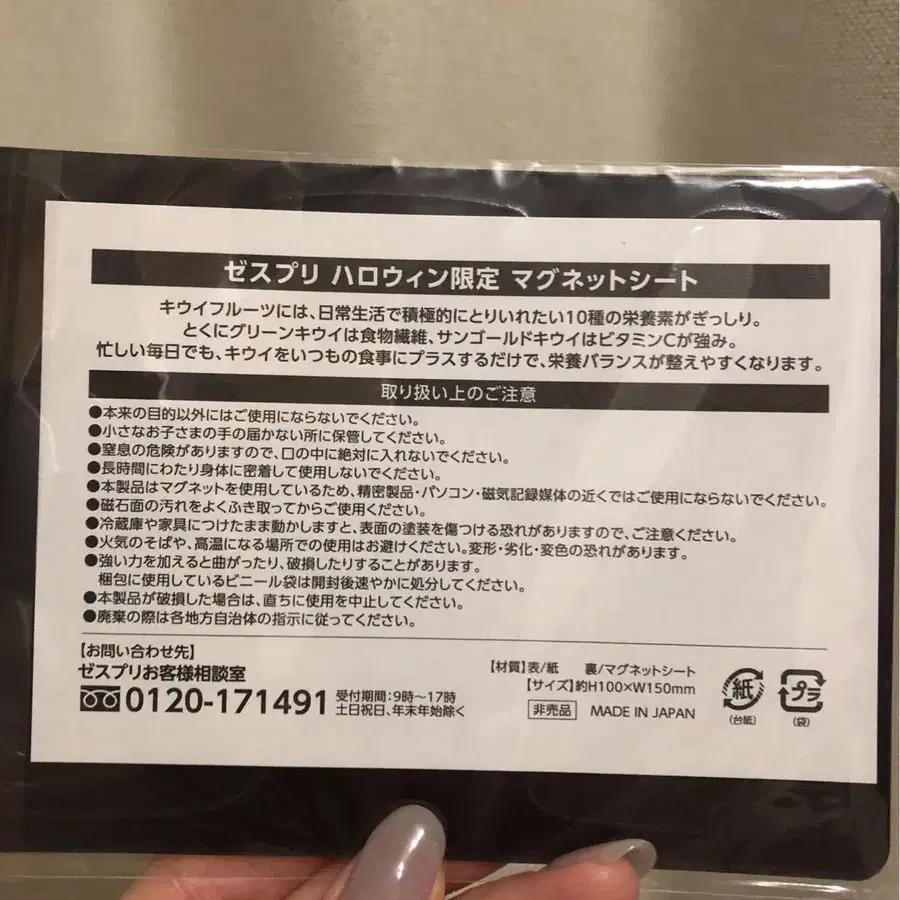 ゼスプリ ハロウィン限定 マグネットシート
キウイフルーツには、日常生活で積極的にとりいれたい10種の栄養素がぎっしり。
とくにグリーンキウイは食物繊維、サンゴールドキウイはビタミンCが強み。
忙しい毎日でも、キウイをいつもの食事にプラスするだけで、栄養バランスが整えやすくなります。
取り扱い上のご注意
●本来の目的以外にはご使用にならないでください。
●小さなお子さまの手の届かない所に保管してください。
●窒息の危険がありますので、口の中に絶対に入れないでください。
●長時間にわたり身体に密着して使用しないでください。
●本製品はマグネットを使用しているため、精密製品・パソコン・磁気記録媒体の近くではご使用にならないでください。
●磁石面の汚れをよくふき取ってからご使用ください。
●冷蔵庫や家具につけたまま動かしますと、表面の塗装を傷つける恐れがありますので、ご注意ください。
●火気のそばや、高温になる場所での使用はお避けください。変形・劣化・変色の恐れがあります。
●強い力を加えると曲がったり、破損したりすることがあります。
梱包に使用しているビニール袋は開封後速やかに処分してください。
●本製品が破損した場合は、直ちに使用を中止してください。
●廃棄の際は各地方自治体の指示に従ってください。
【お問い合わせ先】
ゼスプリお客様相談室
0120-171491 受付期間:9時〜17時
土日祝日、年末年始除く
【材質】表/紙 裏/マグネットシート
【サイズ】約H100×W150mm
非売品 MADE IN JAPAN
紙
(台紙)
プラ
(袋)